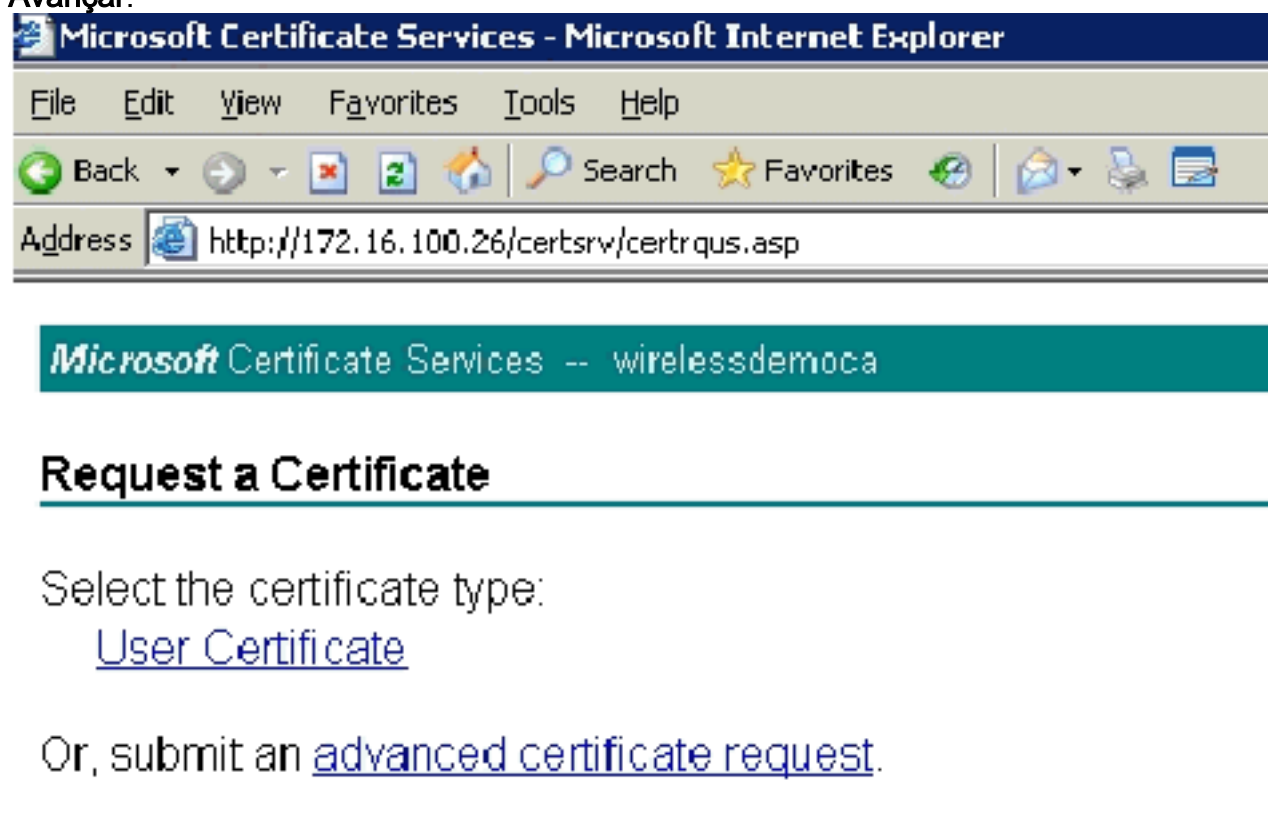 Avançar.
Microsoft Certificate Services - Microsoft Internet Explorer
File Edit View Favorites Tools Help
Back Search Favorites
Address http://172.16.100.26/certsrv/certrqus.asp
Microsoft Certificate Services -- wirelessdemoca
Request a Certificate
Select the certificate type:
User Certificate
Or, submit an advanced certificate request.